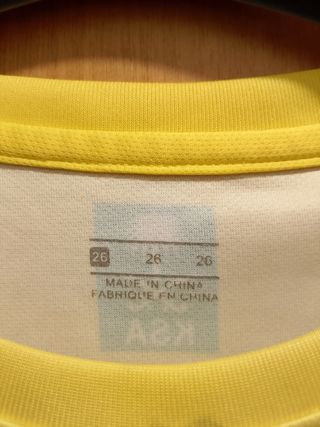 26 26 26
MADE IN CHINA
FABRIQUE EN CHINA
KSA